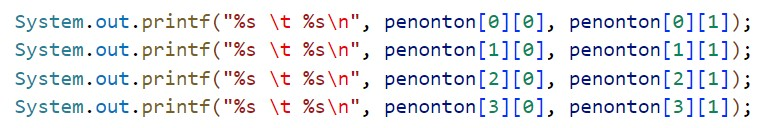 System.out.printf("%s \t %s\n", penonton[0][0], penonton[0][1]);
System.out.printf("%s \t %s\n", penonton[1][0], penonton[1][1]);
System.out.printf("%s \t %s\n", penonton[2][0], penonton[2][1]);
System.out.printf("%s \t %s\n", penonton[3][0], penonton[3][1]);